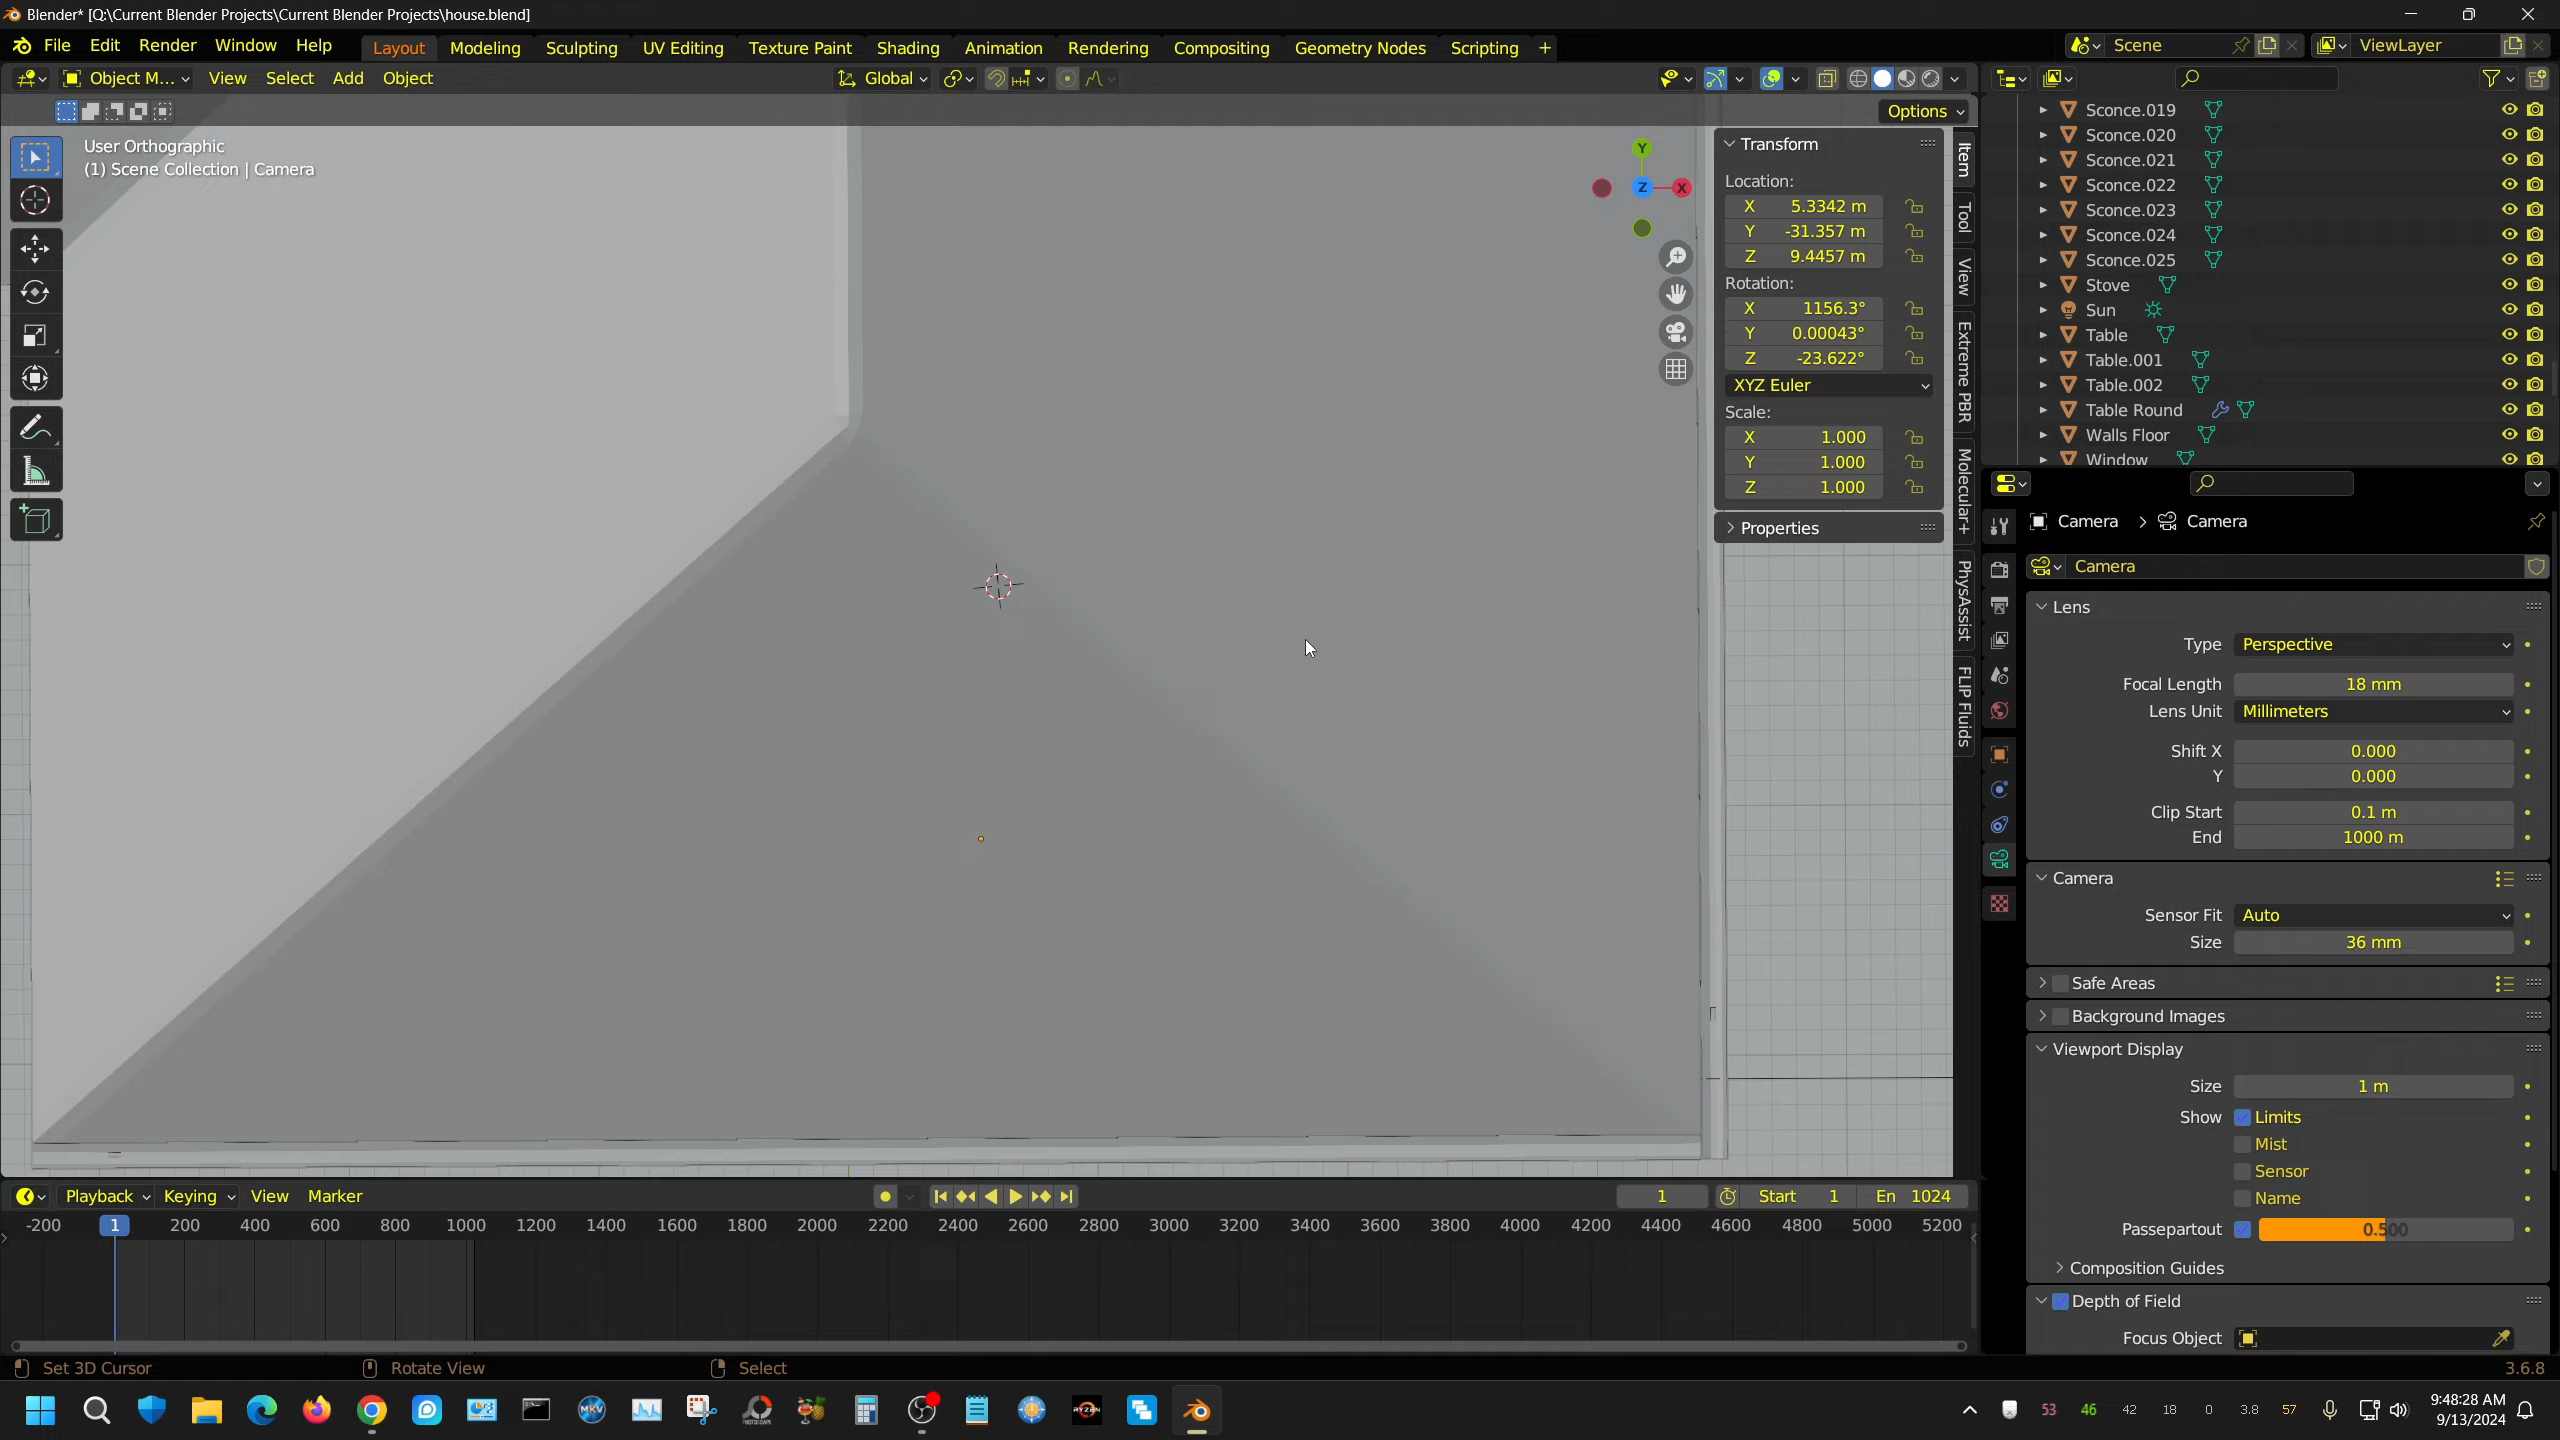 Blender* [Q:\Current Blender Projects\Current Blender Projects\house.blend]
File Edit Render Window Help Layout Modeling Sculpting UV Editing Texture Paint Shading Animation Rendering Compositing Geometry Nodes Scripting + Scene ViewLayer
Object M... View Select Add Object Global
Options
User Orthographic
(1) Scene Collection | Camera
Y
Z
X
Transform
Location:
X 5.3342 m
Y -31.357 m
Z 9.4457 m
Rotation:
X 1156.3°
Y 0.00043°
Z -23.622°
XYZ Euler
Scale:
X 1.000
Y 1.000
Z 1.000
Properties
Item
Tool
View
Extreme PBR
Molecular+
PhysAssist
FLIP Fluids
Sconce.019
Sconce.020
Sconce.021
Sconce.022
Sconce.023
Sconce.024
Sconce.025
Stove
Sun
Table
Table.001
Table.002
Table Round
Walls Floor
Window
Camera > Camera
Camera
Lens
Type Perspective
Focal Length 18 mm
Lens Unit Millimeters
Shift X 0.000
Y 0.000
Clip Start 0.1 m
End 1000 m
Camera
Sensor Fit Auto
Size 36 mm
Safe Areas
Background Images
Viewport Display
Size 1 m
Show Limits
Mist
Sensor
Name
Passepartout 0.500
Composition Guides
Depth of Field
Focus Object
Playback Keying View Marker 1 Start 1 En 1024
-200 1 200 400 600 800 1000 1200 1400 1600 1800 2000 2200 2400 2600 2800 3000 3200 3400 3600 3800 4000 4200 4400 4600 4800 5000 5200
Set 3D Cursor Rotate View Select 3.6.8
MKV
RYZEN
53 46 42 18 0 3.8 57
9:48:28 AM
9/13/2024